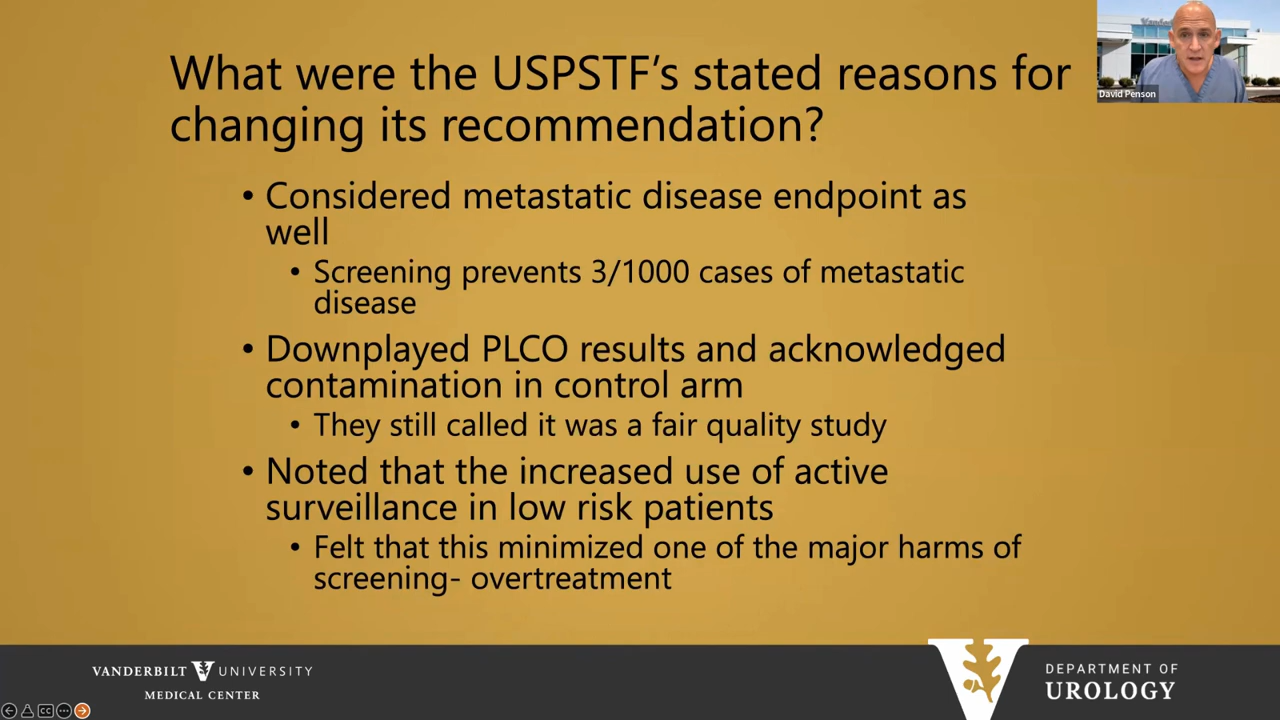 What were the USPSTF's stated reasons for
changing its recommendation?
• Considered metastatic disease endpoint as
well
• Screening prevents 3/1000 cases of metastatic
disease
• Downplayed PLCO results and acknowledged
contamination in control arm
• They still called it was a fair quality study
• Noted that the increased use of active
surveillance in low risk patients
• Felt that this minimized one of the major harms of
screening- overtreatment
David Penson
VANDERBILT V UNIVERSITY
MEDICAL CENTER
V
DEPARTMENT OF
UROLOGY
CC